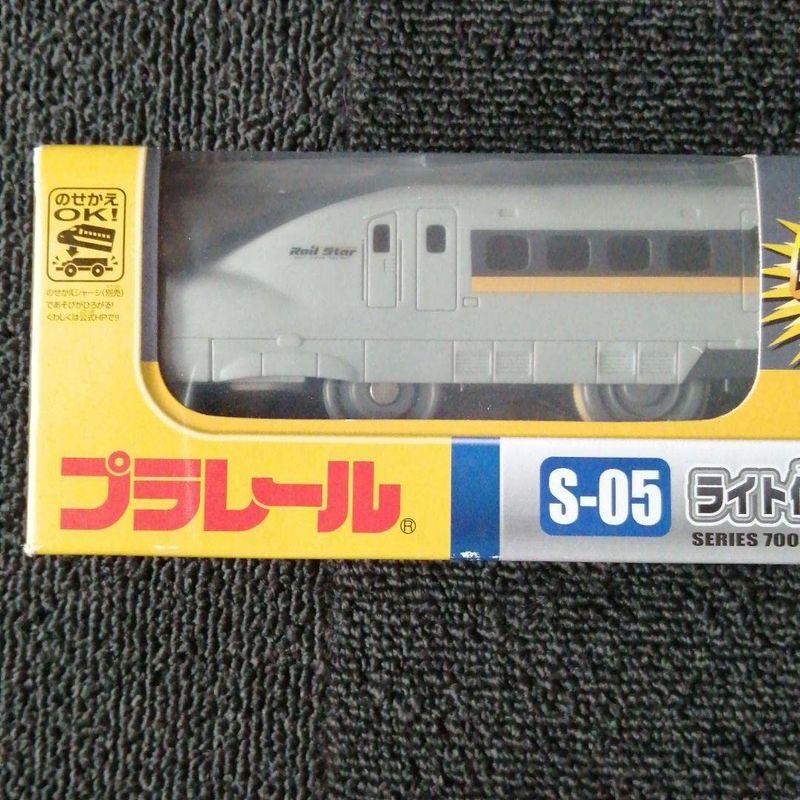 のせかえ
OK!
のせかえシャーシ(別売)
であそびがひろがる!
くわしくは公式HPで!!
Rail Star
プラレール®
S-05
ライト
SERIES 700